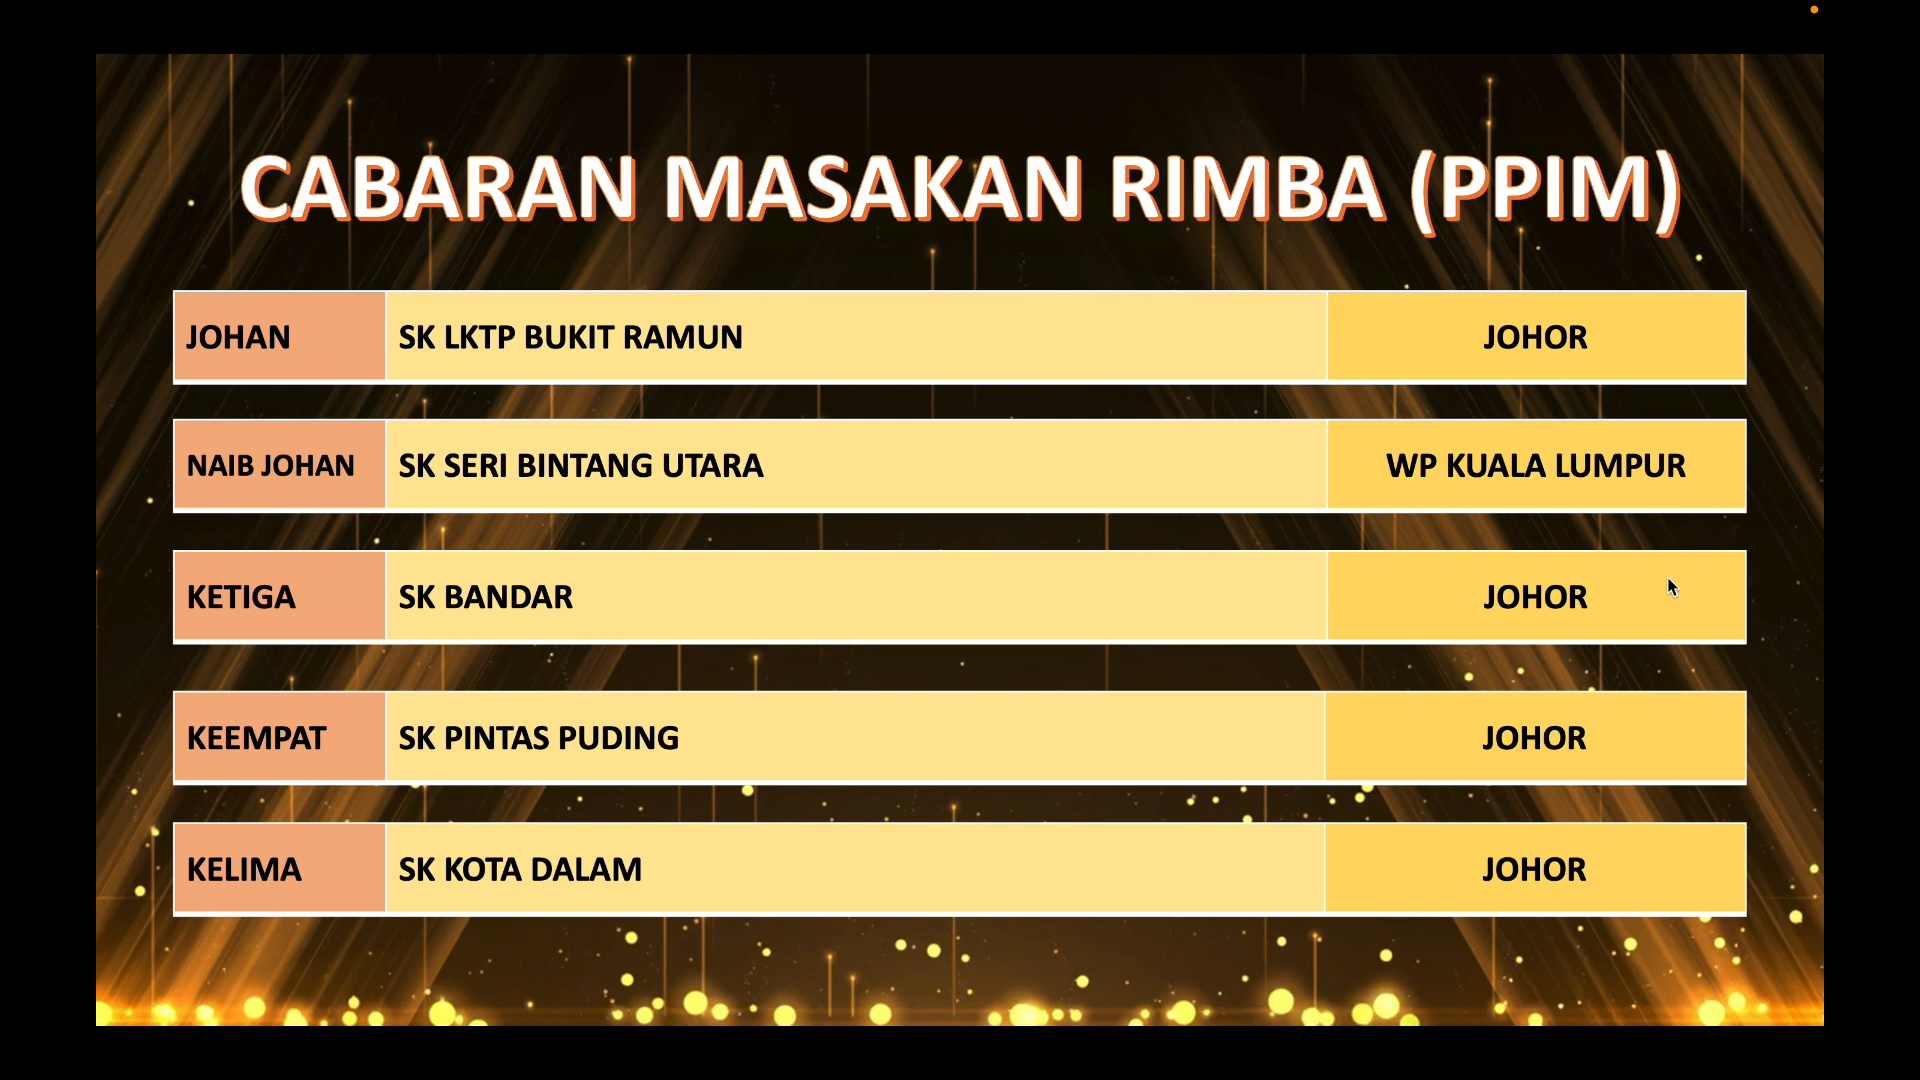 CABARAN MASAKAN RIMBA (PPIM)
JOHAN SK LKTP BUKIT RAMUN JOHOR
NAIB JOHAN SK SERI BINTANG UTARA WP KUALA LUMPUR
KETIGA SK BANDAR JOHOR
KEEMPAT SK PINTAS PUDING JOHOR
KELIMA SK KOTA DALAM JOHOR